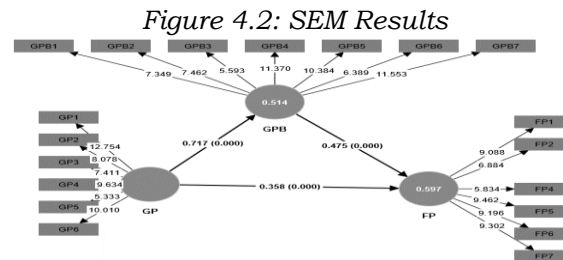 Figure 4.2: SEM Results
GPB1 GPB2 GPB3 GPB4 GPB5 GPB6 GPB7
7.349 7.462 5.593 11.370 10.384 6.389 11.553
0.514
GPB
GP1
GP2
GP3
GP4
GP5
GP6
12.754
8.078
7.411
9.634
5.333
10.010
GP
0.717 (0.000)
0.475 (0.000)
0.358 (0.000)
0.597
FP
9.088
6.884
5.834
9.462
9.196
9.302
FP1
FP2
FP4
FP5
FP6
FP7